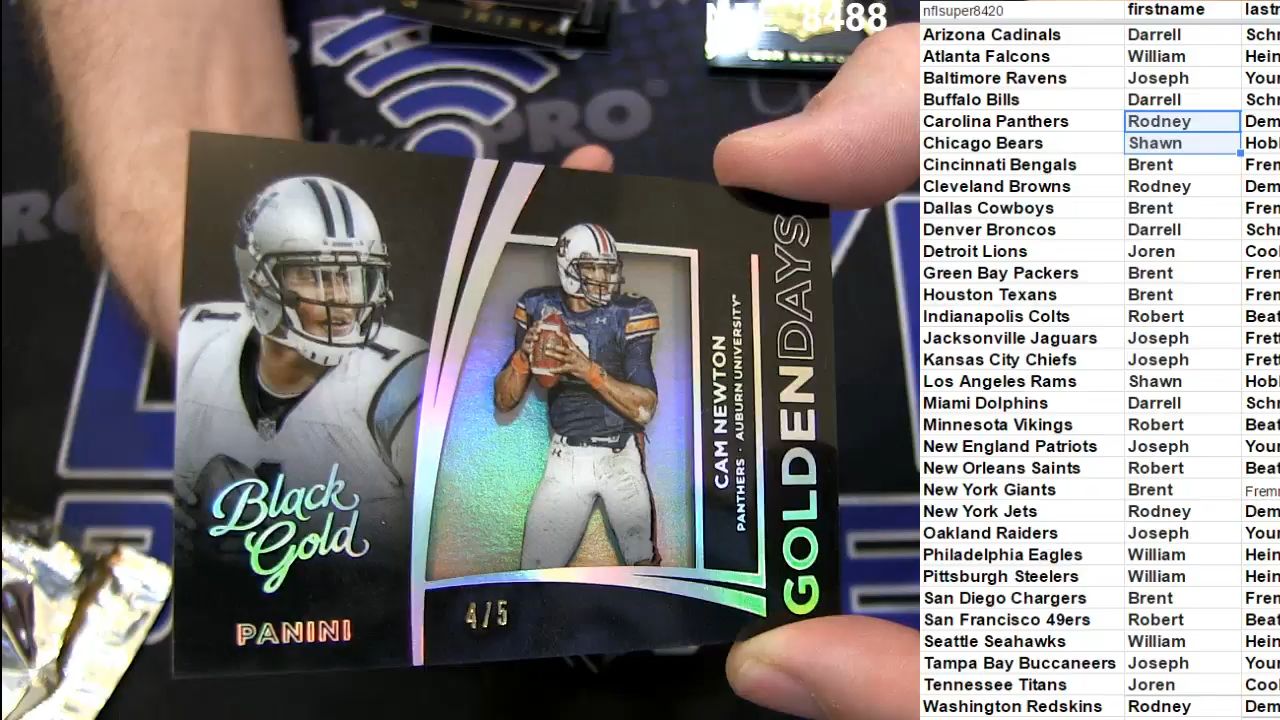 8488
PRO
Black
Gold
PANINI
4/5
CAM NEWTON
PANTHERS · AUBURN UNIVERSITY
GOLDENDAYS
nflsuper8420 firstname
Arizona Cadinals Darrell
Atlanta Falcons William
Baltimore Ravens Joseph
Buffalo Bills Darrell
Carolina Panthers Rodney
Chicago Bears Shawn
Cincinnati Bengals Brent
Cleveland Browns Rodney
Dallas Cowboys Brent
Denver Broncos Darrell
Detroit Lions Joren
Green Bay Packers Brent
Houston Texans Brent
Indianapolis Colts Robert
Jacksonville Jaguars Joseph
Kansas City Chiefs Joseph
Los Angeles Rams Shawn
Miami Dolphins Darrell
Minnesota Vikings Robert
New England Patriots Joseph
New Orleans Saints Robert
New York Giants Brent
New York Jets Rodney
Oakland Raiders Joseph
Philadelphia Eagles William
Pittsburgh Steelers William
San Diego Chargers Brent
San Francisco 49ers Robert
Seattle Seahawks William
Tampa Bay Buccaneers Joseph
Tennessee Titans Joren
Washington Redskins Rodney